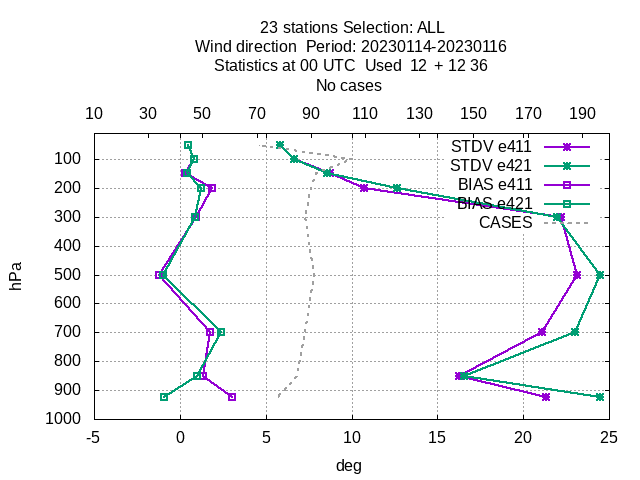 23 stations Selection: ALL
Wind direction  Period: 20230114-20230116
Statistics at 00 UTC  Used  12 + 12 36
No cases
10 30 50 70 90 110 130 150 170 190
STDV e411
STDV e421
BIAS e411
BIAS e421
CASES
100
200
300
400
500
600
700
800
900
1000
hPa
-5 0 5 10 15 20 25
deg